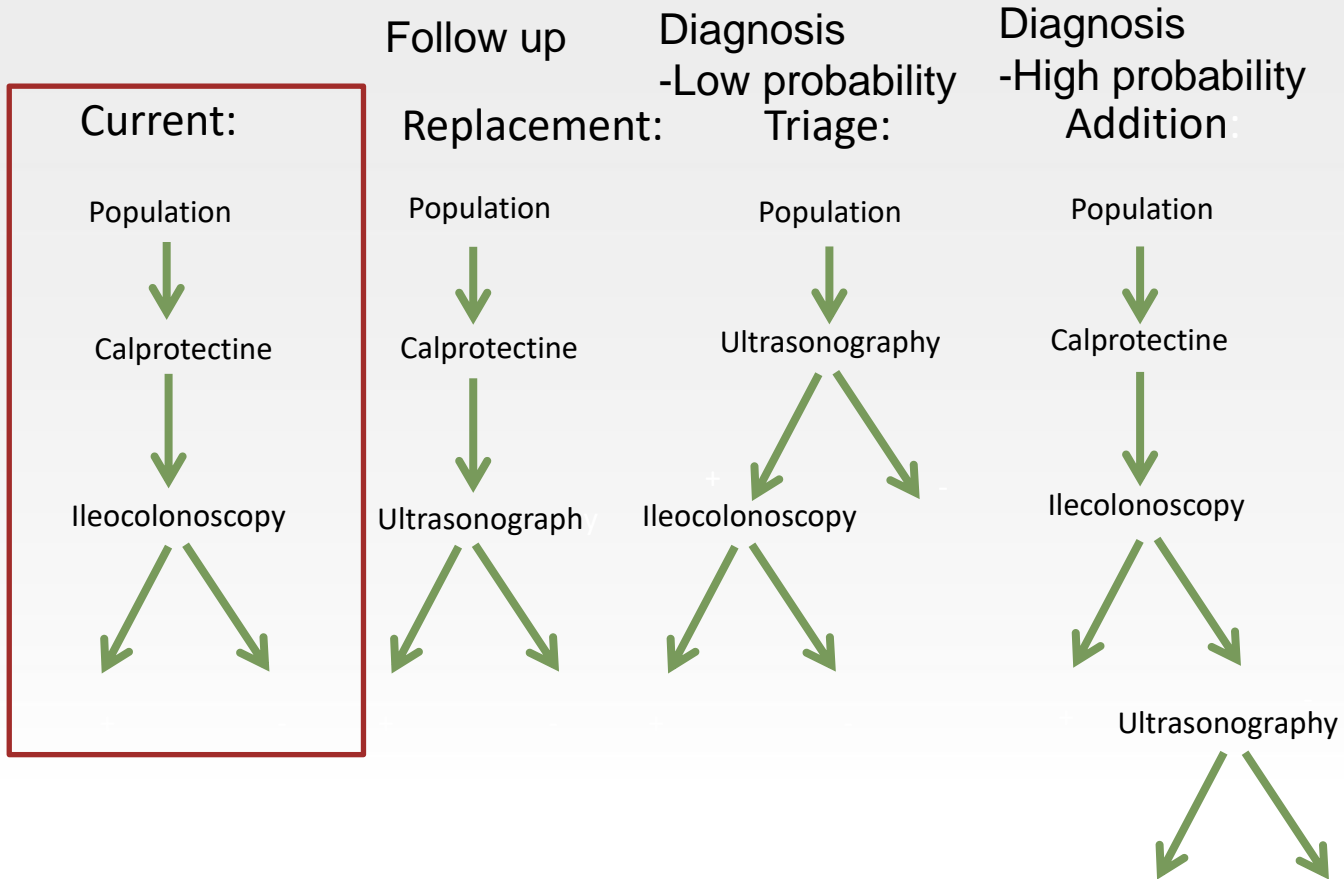 Follow up
Diagnosis
-Low probability
Diagnosis
-High probability
Current:
Replacement:
Triage:
Addition:
Population
Population
Population
Population
Calprotectine
Calprotectine
Ultrasonography
Calprotectine
+
-
Ileocolonoscopy
Ultrasonography
Ileocolonoscopy
Ilecolonoscopy
Ultrasonography